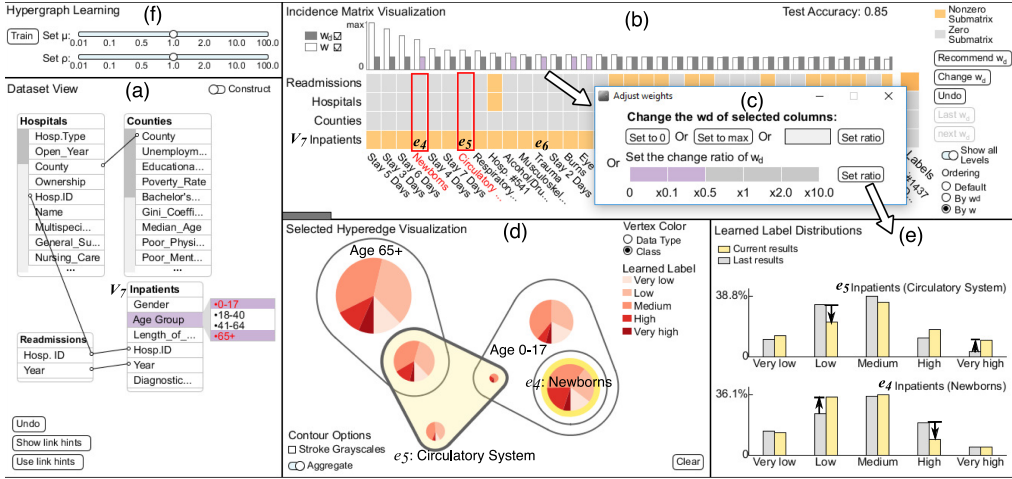 Hypergraph Learning
(f)
Train
Set μ:
0.01 0.1 0.5 1.0 2.0 10.0 100.0
Set ρ:
0.01 0.1 0.5 1.0 2.0 10.0 100.0
Dataset View
(a)
Construct
Hospitals
Hosp.Type
Open_Year
County
Ownership
Hosp.ID
Name
Multispeci...
General_Su...
Nursing_Care
...
Counties
County
Unemploym...
Educationa...
Poverty_Rate
Bachelor's...
Gini_Coeffi...
Median_Age
Poor_Physi...
Poor_Ment...
...
V7 Inpatients
Gender
Age Group
Length_of_...
Hosp.ID
Year
Diagnostic...
•0-17
•18-40
•41-64
•65+
Readmissions
Hosp. ID
Year
Undo
Show link hints
Use link hints
Incidence Matrix Visualization
(b)
Test Accuracy: 0.85
max
0
wd
w
Readmissions
Hospitals
Counties
V7 Inpatients
e4
e5
e6
Stay 5 Days
Stay 3 Days
Stay 6 Days
Newborns
Stay 4 Days
Stay 7 Days
Circulatory ...
Respiratory...
Hosp. #541
Alcohol/Dru...
Musculoskel...
Trauma
Stay 2 Days
Burns
Eye
Labels
#1437
Nonzero
Submatrix
Zero
Submatrix
Recommend wd
Change wd
Undo
Last wd
next wd
Show all
Levels
Ordering
Default
By wd
By w
Adjust weights
(c)
Change the wd of selected columns:
Set to 0 Or Set to max Or Set ratio
Or Set the change ratio of wd
0 x0.1 x0.5 x1 x2.0 x10.0
Set ratio
Selected Hyperedge Visualization
(d)
Age 65+
Age 0-17
e4: Newborns
e5: Circulatory System
Vertex Color
Data Type
Class
Learned Label
Very low
Low
Medium
High
Very high
Contour Options
Stroke Grayscales
Aggregate
Clear
Learned Label Distributions
(e)
Current results
Last results
e5 Inpatients (Circulatory System)
38.8%
0
Very low Low Medium High Very high
e4 Inpatients (Newborns)
36.1%
0
Very low Low Medium High Very high